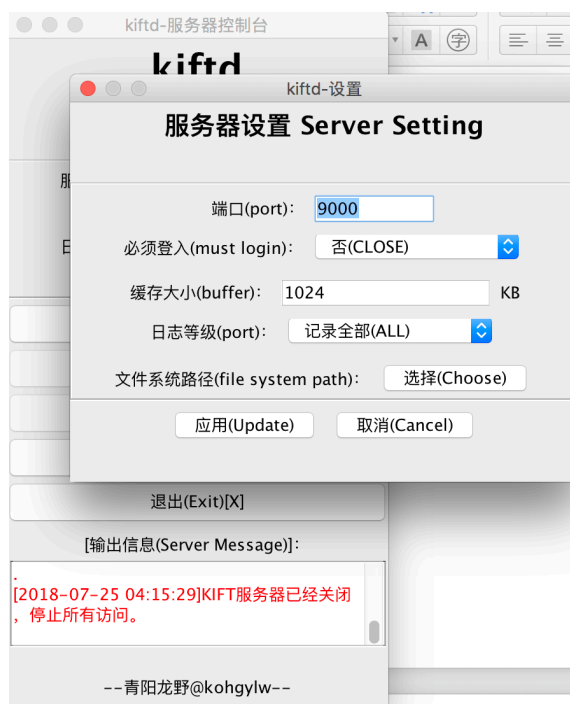 kiftd-服务器控制台
A 字
kiftd
kiftd-设置
服务器设置 Server Setting
端口(port): 9000
必须登入(must login): 否(CLOSE)
缓存大小(buffer): 1024 KB
日志等级(port): 记录全部(ALL)
文件系统路径(file system path): 选择(Choose)
应用(Update) 取消(Cancel)
退出(Exit)[X]
[输出信息(Server Message)]:
.
[2018-07-25 04:15:29]KIFT服务器已经关闭
，停止所有访问。
--青阳龙野@kohgylw--